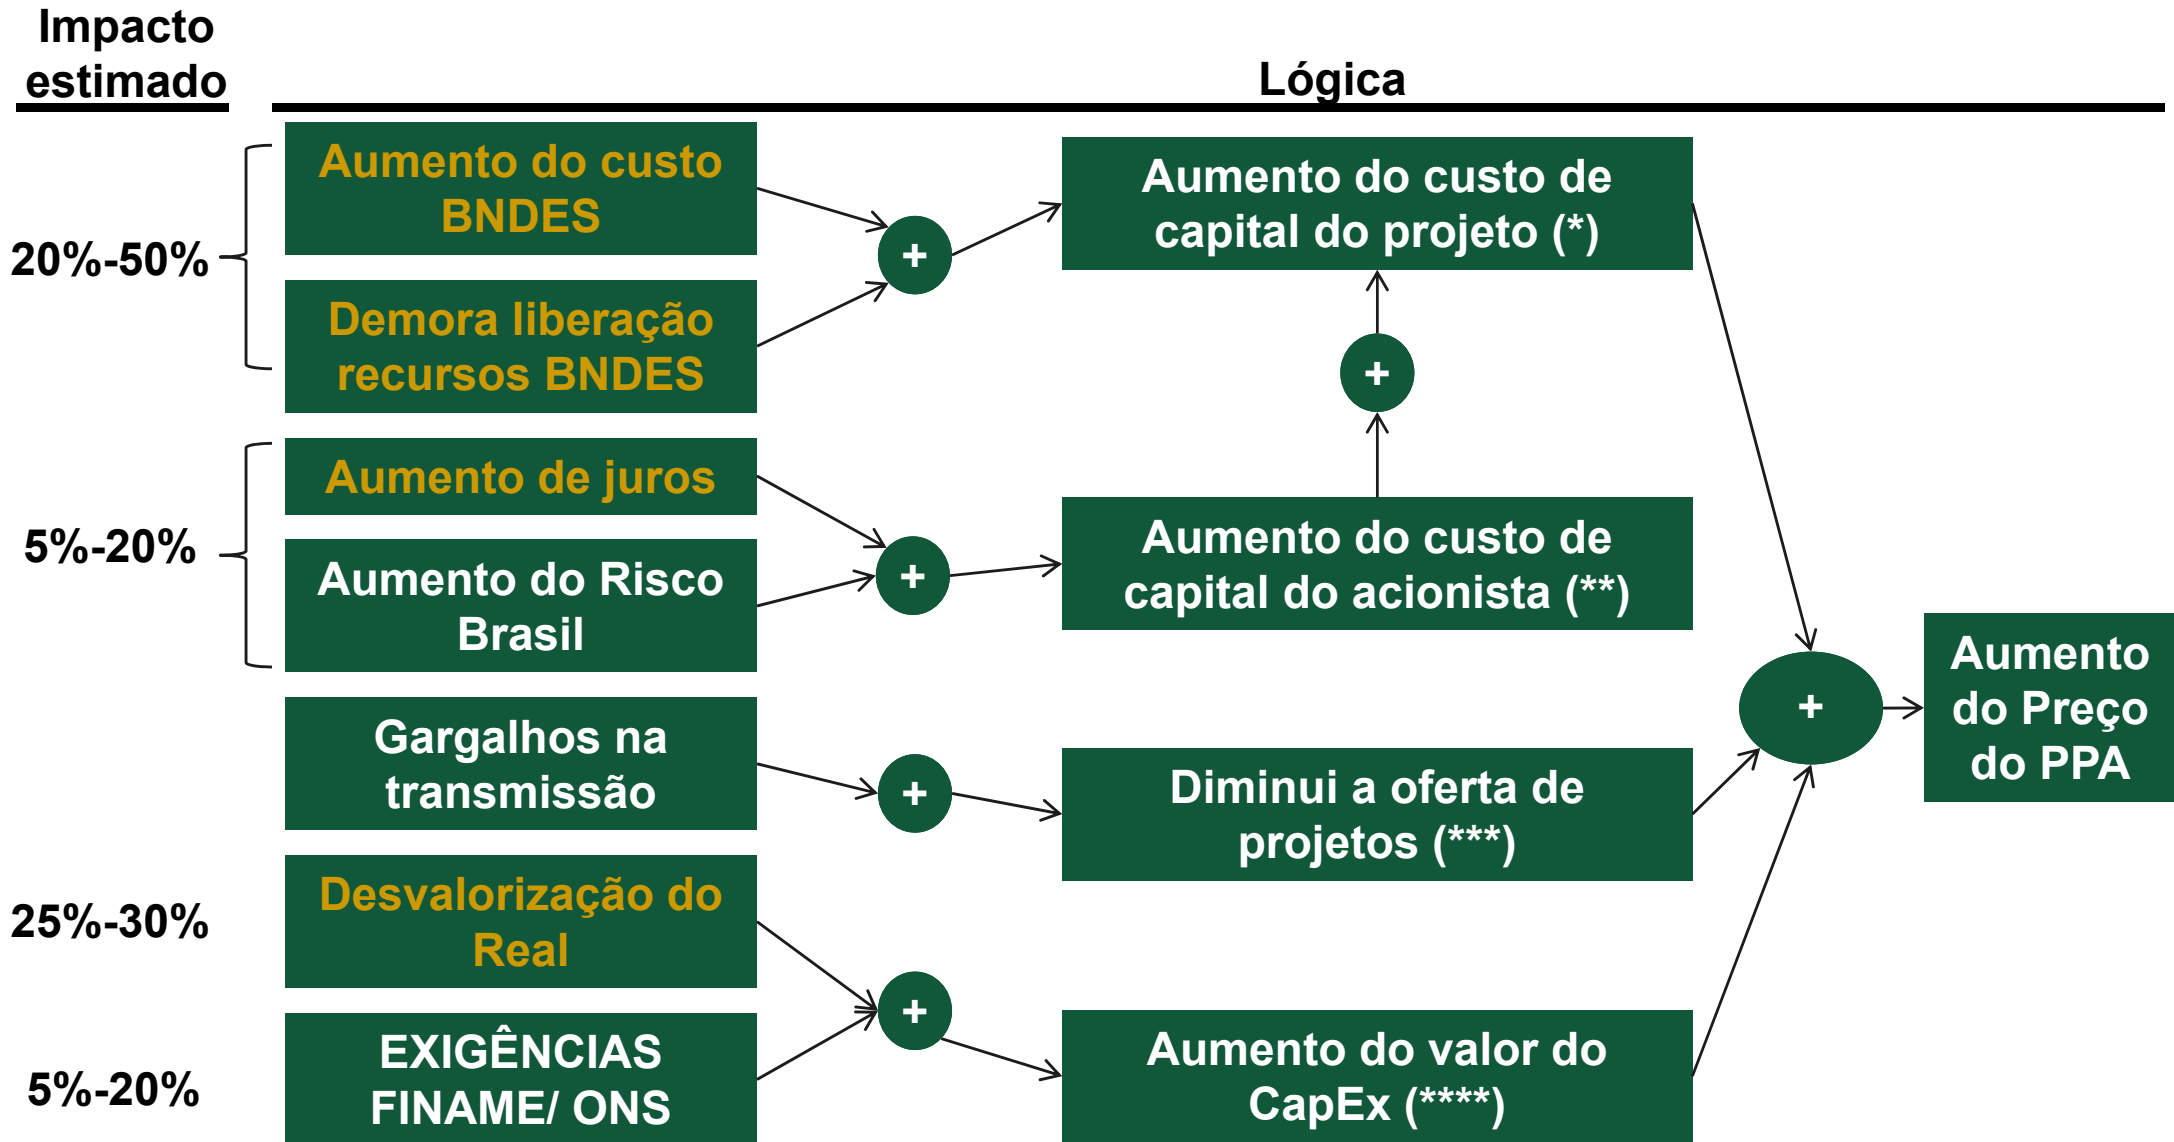 Impacto
estimado
Lógica
20%-50%
Aumento do custo
BNDES
Demora liberação
recursos BNDES
+
Aumento do custo de
capital do projeto (*)
+
5%-20%
Aumento de juros
Aumento do Risco
Brasil
+
Aumento do custo de
capital do acionista (**)
Gargalhos na
transmissão
+
Diminui a oferta de
projetos (***)
+
Aumento
do Preço
do PPA
25%-30%
Desvalorização do
Real
5%-20%
EXIGÊNCIAS
FINAME/ ONS
+
Aumento do valor do
CapEx (****)